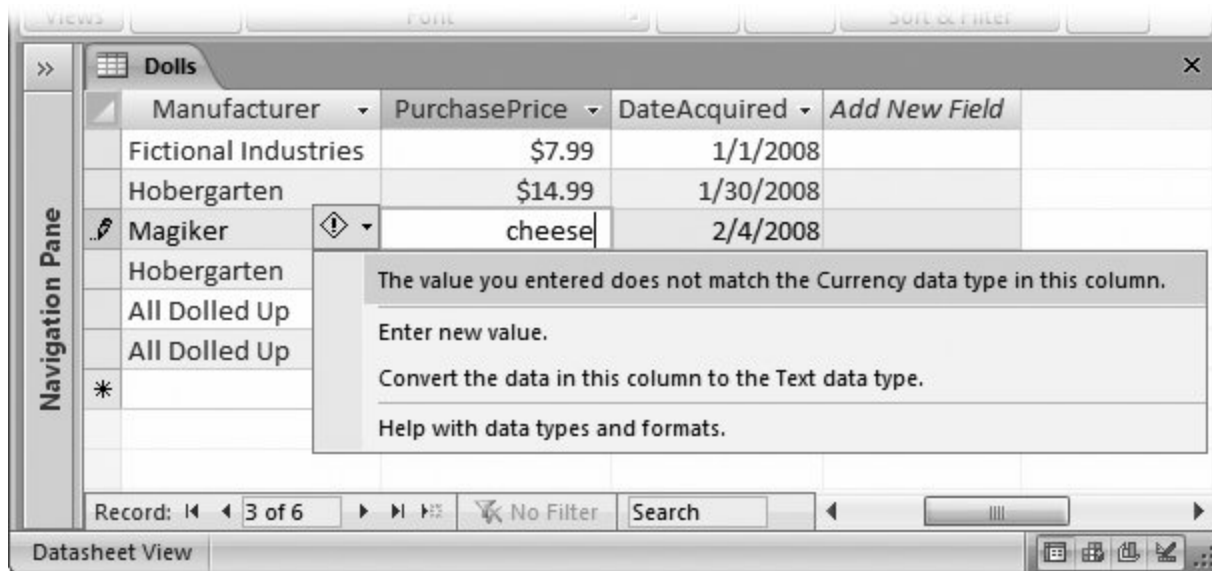 Views Font Sort & Filter
»
Dolls
Manufacturer PurchasePrice DateAcquired Add New Field
Fictional Industries $7.99 1/1/2008
Hobergarten $14.99 1/30/2008
Magiker cheese 2/4/2008
Hobergarten
All Dolled Up
All Dolled Up
The value you entered does not match the Currency data type in this column.
Enter new value.
Convert the data in this column to the Text data type.
Help with data types and formats.
Navigation Pane
Record: 3 of 6 No Filter Search
Datasheet View